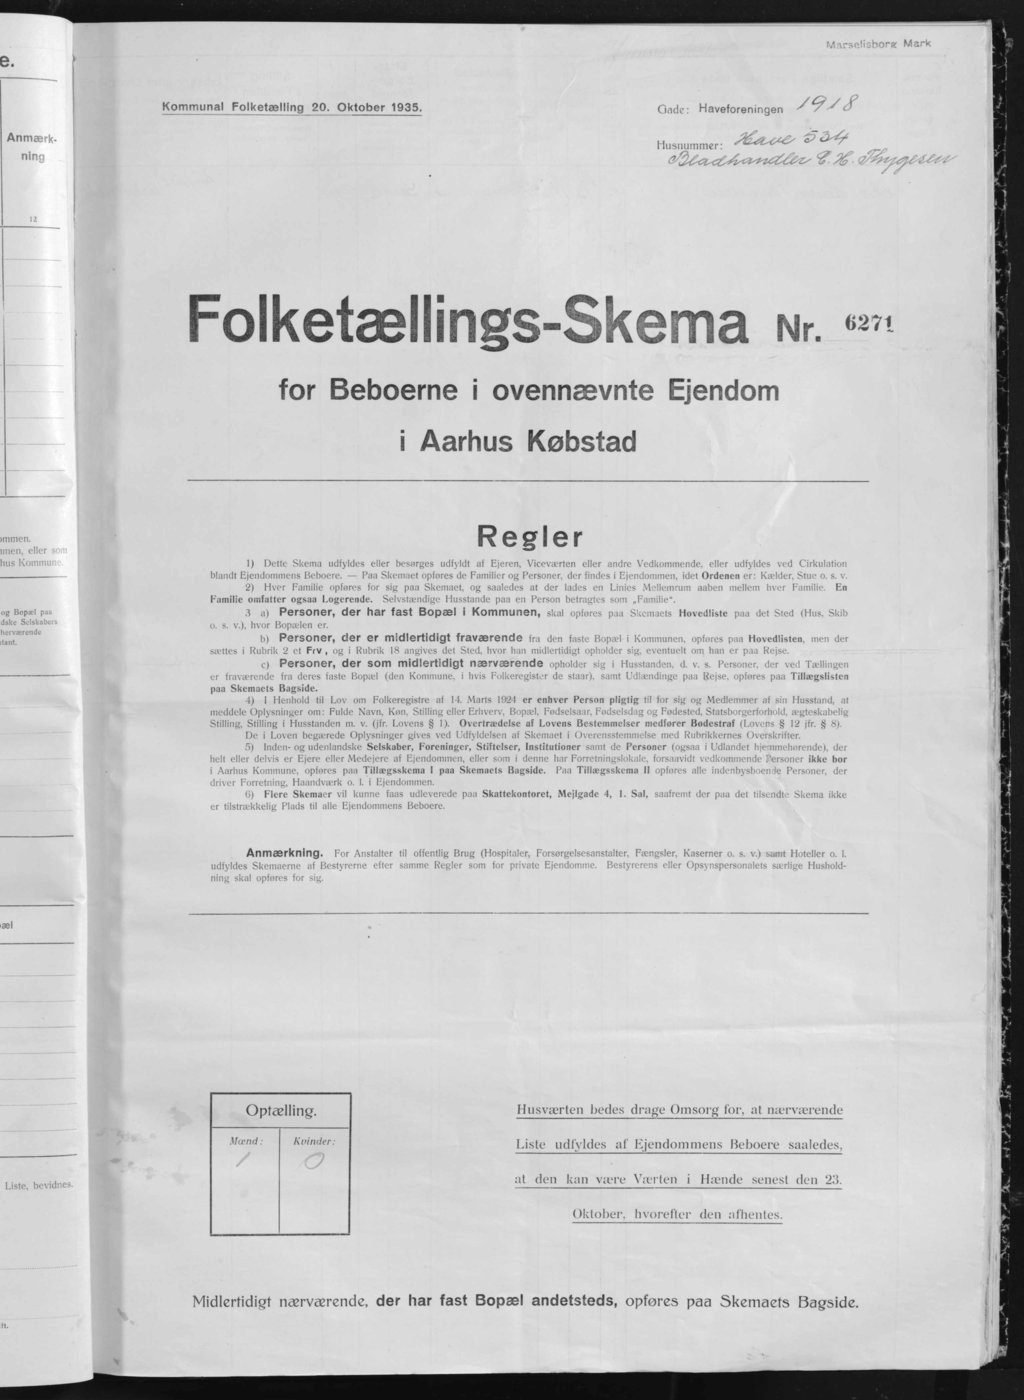 e.
Anmærk-
ning
12
ommen.
mmen, eller som
hus Kommune.
og Bopæl paa
dske Selskabers
herværende
tant.
pæl
Liste, bevidnes.
ft.
Marselisborg Mark
Kommunal Folketælling 20. Oktober 1935.
Gade: Haveforeningen 1918
Husnummer: Have 534
Bladhandler C. H. Thygesen
Folketællings-Skema Nr. 6271
for Beboerne i ovennævnte Ejendom
i Aarhus Købstad
Regler
1) Dette Skema udfyldes eller besørges udfyldt af Ejeren, Viceværten eller andre Vedkommende, eller udfyldes ved Cirkulation
blandt Ejendommens Beboere. — Paa Skemaet opføres de Familier og Personer, der findes i Ejendommen, idet Ordenen er: Kælder, Stue o. s. v.
2) Hver Familie opføres for sig paa Skemaet, og saaledes at der lades en Linies Mellemrum aaben mellem hver Familie. En
Familie omfatter ogsaa Logerende. Selvstændige Husstande paa en Person betragtes som „Familie“.
3 a) Personer, der har fast Bopæl i Kommunen, skal opføres paa Skemaets Hovedliste paa det Sted (Hus, Skib
o. s. v.), hvor Bopælen er.
b) Personer, der er midlertidigt fraværende fra den faste Bopæl i Kommunen, opføres paa Hovedlisten, men der
sættes i Rubrik 2 et Frv., og i Rubrik 18 angives det Sted, hvor han midlertidigt opholder sig, eventuelt om han er paa Rejse.
c) Personer, der som midlertidigt nærværende opholder sig i Husstanden, d. v. s. Personer, der ved Tællingen
er fraværende fra deres faste Bopæl (den Kommune, i hvis Folkeregister de staar), samt Udlændinge paa Rejse, opføres paa Tillægslisten
paa Skemaets Bagside.
4) I Henhold til Lov om Folkeregistre af 14. Marts 1924 er enhver Person pligtig til for sig og Medlemmer af sin Husstand, at
meddele Oplysninger om: Fulde Navn, Køn, Stilling eller Erhverv, Bopæl, Fødselsaar, Fødselsdag og Fødested, Statsborgerforhold, ægteskabelig
Stilling, Stilling i Husstanden m. v. (jfr. Lovens § 1). Overtrædelse af Lovens Bestemmelser medfører Bødestraf (Lovens § 12 jfr. § 8).
De i Loven begærede Oplysninger gives ved Udfyldelsen af Skemaet i Overensstemmelse med Rubrikkernes Overskrifter.
5) Inden- og udenlandske Selskaber, Foreninger, Stiftelser, Institutioner samt de Personer (ogsaa i Udlandet hjemmehørende), der
helt eller delvis er Ejere eller Medejere af Ejendommen, eller som i denne har Forretningslokale, forsaavidt vedkommende Personer ikke bor
i Aarhus Kommune, opføres paa Tillægsskema I paa Skemaets Bagside. Paa Tillægsskema II opføres alle indenbysboende Personer, der
driver Forretning, Haandværk o. l. i Ejendommen.
6) Flere Skemaer vil kunne faas udleverede paa Skattekontoret, Mejlgade 4, 1. Sal, saafremt der paa det tilsendte Skema ikke
er tilstrækkelig Plads til alle Ejendommens Beboere.
Anmærkning. For Anstalter til offentlig Brug (Hospitaler, Forsørgelsesanstalter, Fængsler, Kaserner o. s. v.) samt Hoteller o. l.
udfyldes Skemaerne af Bestyrerne efter samme Regler som for private Ejendomme. Bestyrerens eller Opsynspersonalets særlige Hushold-
ning skal opføres for sig.
Optælling.
Mænd: Kvinder:
1 0
Husværten bedes drage Omsorg for, at nærværende
Liste udfyldes af Ejendommens Beboere saaledes,
at den kan være Værten i Hænde senest den 23.
Oktober, hvorefter den afhentes.
Midlertidigt nærværende, der har fast Bopæl andetsteds, opføres paa Skemaets Bagside.